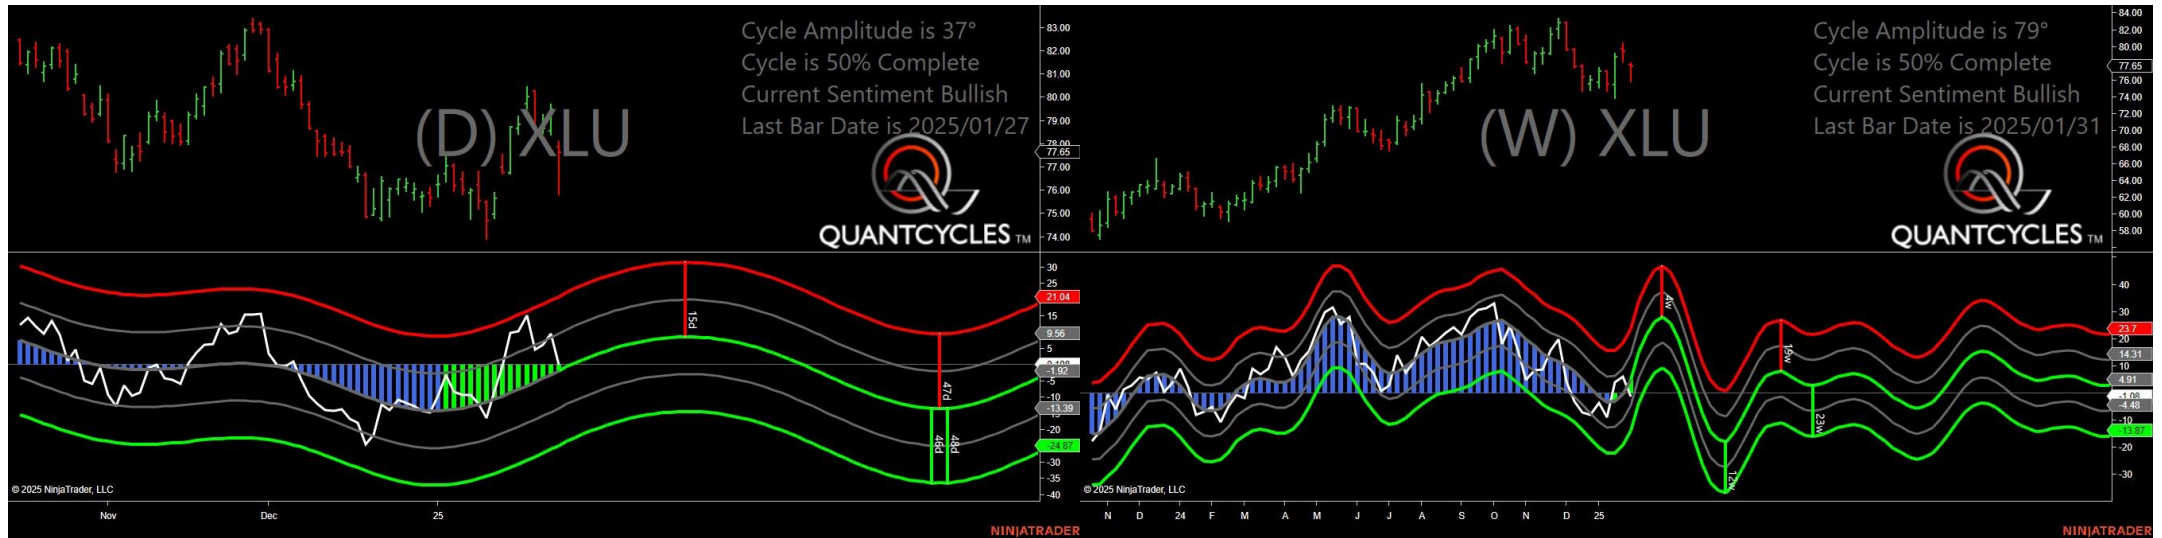 Cycle Amplitude is 37°
Cycle is 50% Complete
Current Sentiment Bullish
Last Bar Date is 2025/01/27
(D) XLU
QUANTCYCLES TM
83.00
82.00
81.00
80.00
79.00
78.00
77.65
77.00
76.00
75.00
74.00
30
25
21.04
15
9.56
5
-1.92
-5
-10
-13.39
-20
-24.87
-30
-35
-40
15d
47d
46d
48d
© 2025 NinjaTrader, LLC
Nov
Dec
25
NINJATRADER
Cycle Amplitude is 79°
Cycle is 50% Complete
Current Sentiment Bullish
Last Bar Date is 2025/01/31
(W) XLU
QUANTCYCLES TM
84.00
82.00
80.00
77.65
76.00
74.00
72.00
70.00
68.00
66.00
64.00
62.00
60.00
58.00
40
30
23.7
20
14.31
10
4.91
-1.08
-4.48
-10
-13.87
-20
-30
4w
19w
23w
12w
© 2025 NinjaTrader, LLC
N D 24 F M A M J J A S O N D 25
NINJATRADER